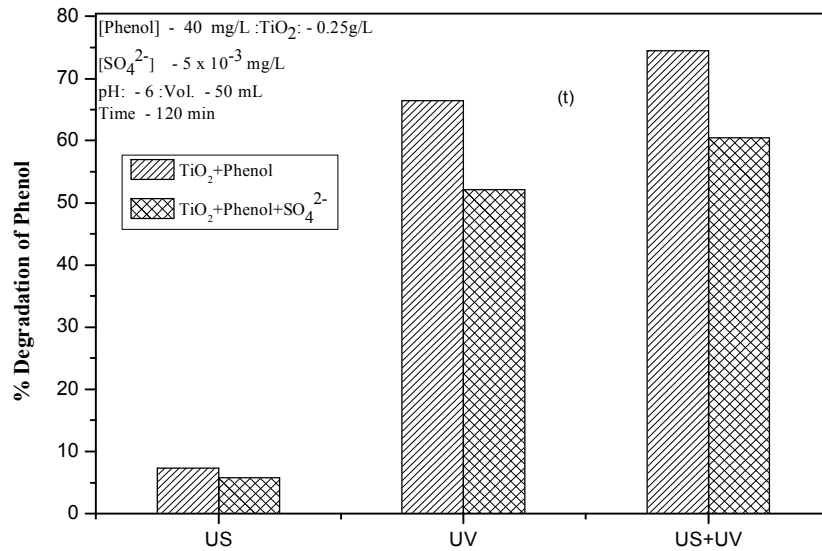 80
70
60
50
40
30
20
10
0
% Degradation of Phenol
[Phenol] - 40 mg/L :TiO₂: - 0.25g/L
[SO₄²⁻] - 5 x 10⁻³ mg/L
pH: - 6 :Vol. - 50 mL
Time - 120 min
(t)
TiO₂+Phenol
TiO₂+Phenol+SO₄²⁻
US UV US+UV